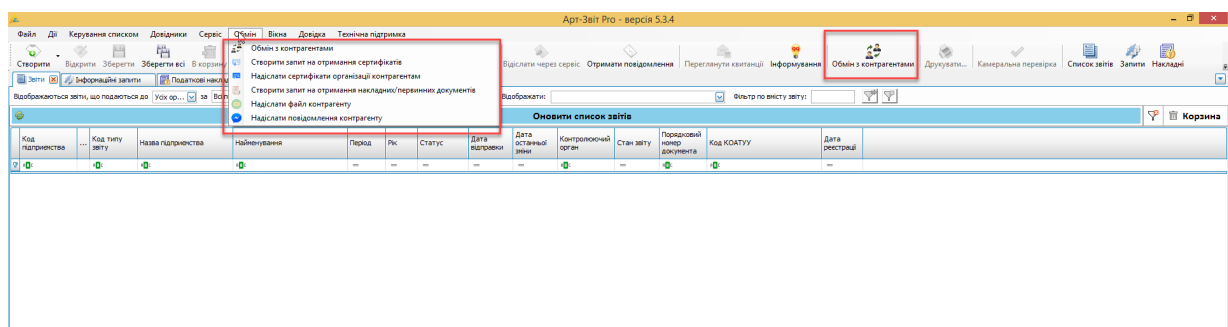 Арт-Звіт Pro - версія 5.3.4
Файл Дії Керування списком Довідники Сервіс Обмін Вікна Довідка Технічна підтримка
Створити Відкрити Зберегти Зберегти всі В корзину Відіслати через сервіс Отримати повідомлення Переглянути квитанції Інформування Обмін з контрагентами Друкувати... Камеральна перевірка Список звітів Запити Накладні
Обмін з контрагентами
Створити запит на отримання сертифікатів
Надіслати сертифікати організації контрагентам
Створити запит на отримання накладних/первинних документів
Надіслати файл контрагенту
Надіслати повідомлення контрагенту
Звіти Інформаційні запити Податкові накла
Відображаються звіти, що подаються до Усіх ор... за Відображати: Фільтр по вмісту звіту:
Оновити список звітів Корзина
Код підприємства ... Код типу звіту Назва підприємства Найменування Період Рік Статус Дата відправки Дата останньої зміни Контролюючий орган Стан звіту Порядковий номер документа Код КОАТУУ Дата реєстрації